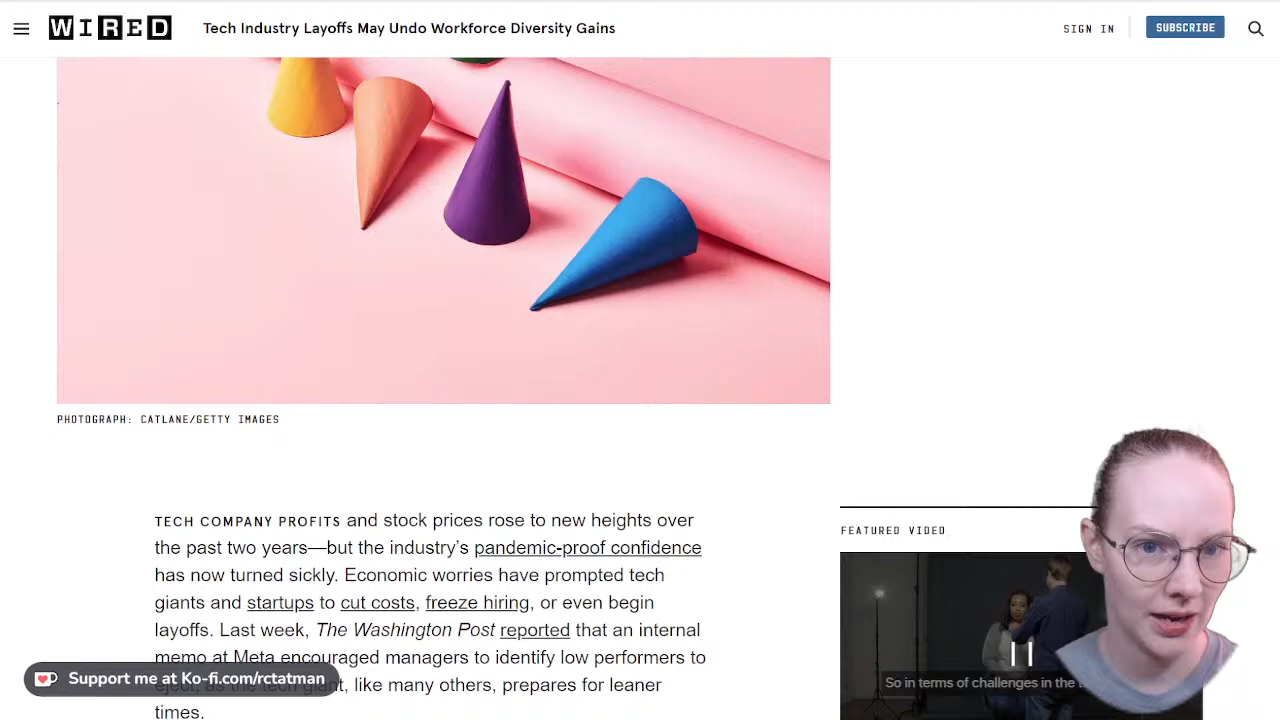 WIRED
Tech Industry Layoffs May Undo Workforce Diversity Gains
SIGN IN
SUBSCRIBE
PHOTOGRAPH: CATLANE/GETTY IMAGES
TECH COMPANY PROFITS and stock prices rose to new heights over
the past two years—but the industry's pandemic-proof confidence
has now turned sickly. Economic worries have prompted tech
giants and startups to cut costs, freeze hiring, or even begin
layoffs. Last week, The Washington Post reported that an internal
memo at Meta encouraged managers to identify low performers to
eject, as the tech giant, like many others, prepares for leaner
times.
FEATURED VIDEO
So in terms of challenges in the
Support me at Ko-fi.com/rctatman